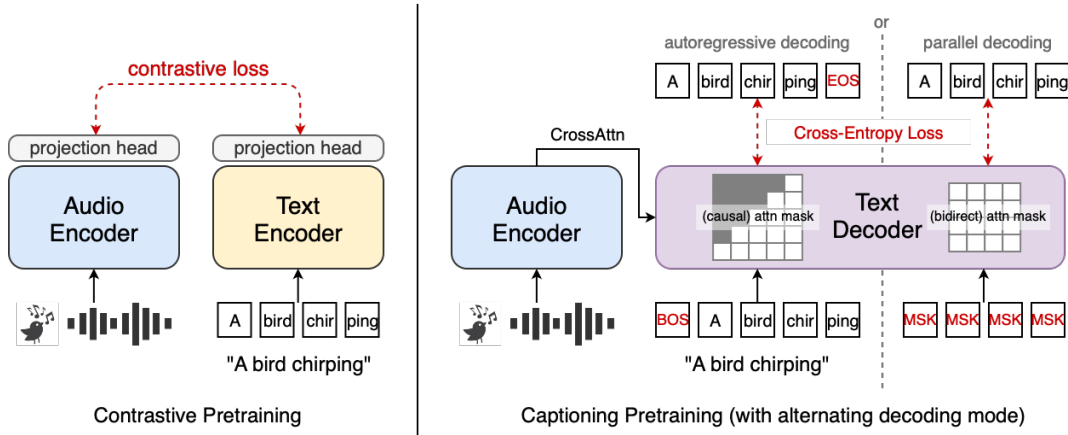 contrastive loss
projection head
projection head
Audio
Encoder
Text
Encoder
A bird chir ping
"A bird chirping"
Contrastive Pretraining
or
autoregressive decoding
parallel decoding
A bird chir ping EOS
A bird chir ping
CrossAttn
Cross-Entropy Loss
Audio
Encoder
(causal) attn mask
Text
Decoder
(bidirect) attn mask
BOS A bird chir ping
MSK MSK MSK MSK
"A bird chirping"
Captioning Pretraining (with alternating decoding mode)